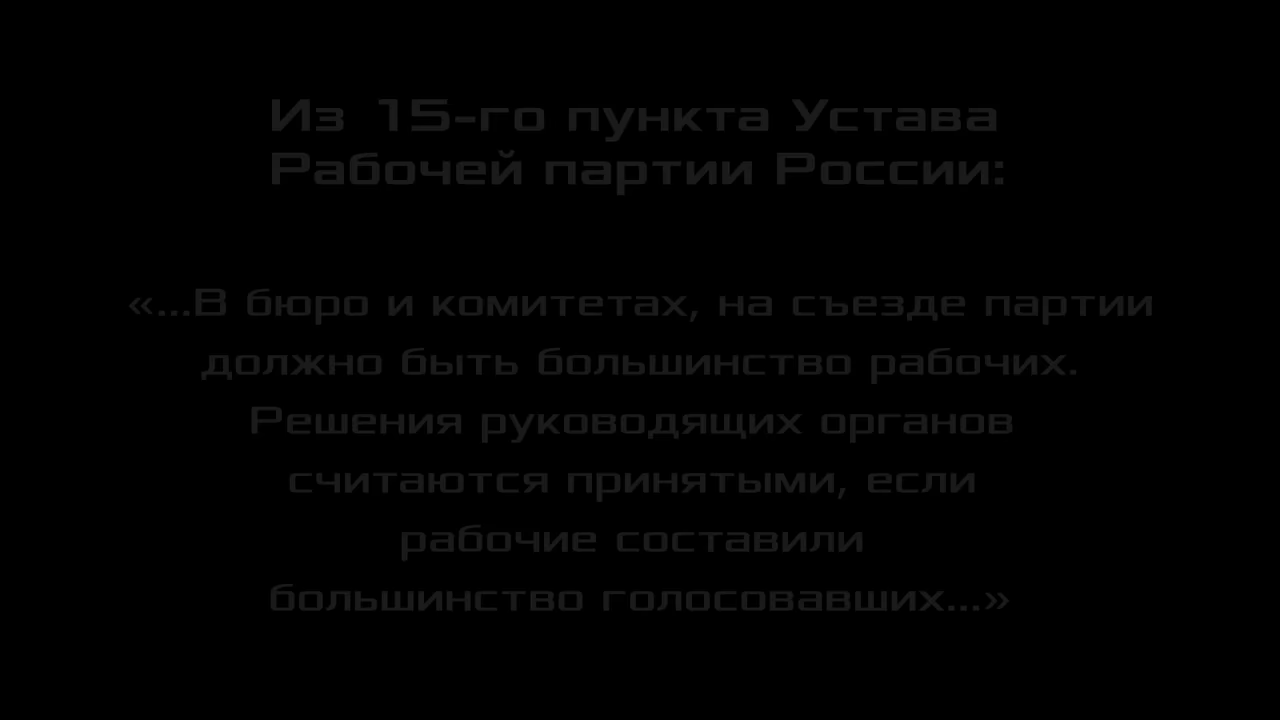 Из 15-го пункта Устава
Рабочей партии России:
«...В бюро и комитетах, на съезде партии
должно быть большинство рабочих.
Решения руководящих органов
считаются принятыми, если
рабочие составили
большинство голосовавших...»